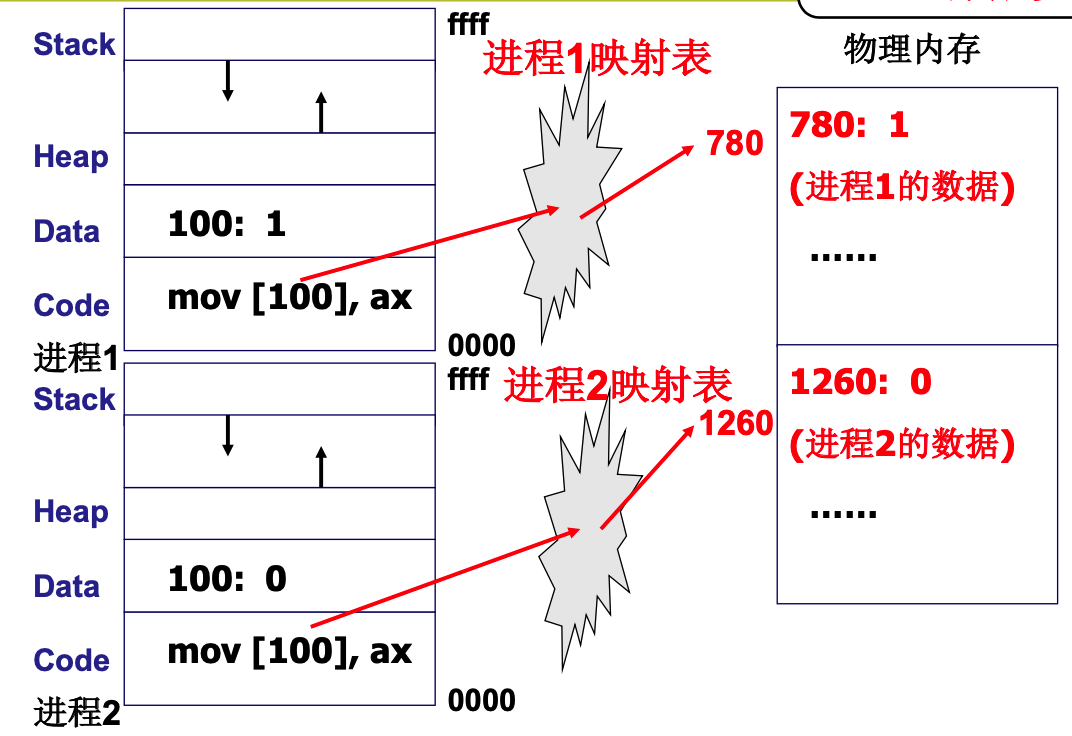 Stack
ffff
进程1映射表
物理内存
780
780: 1
(进程1的数据)
......
Heap
Data
100: 1
Code
mov [100], ax
0000
进程1
ffff
进程2映射表
Stack
1260
1260: 0
(进程2的数据)
......
Heap
Data
100: 0
Code
mov [100], ax
0000
进程2